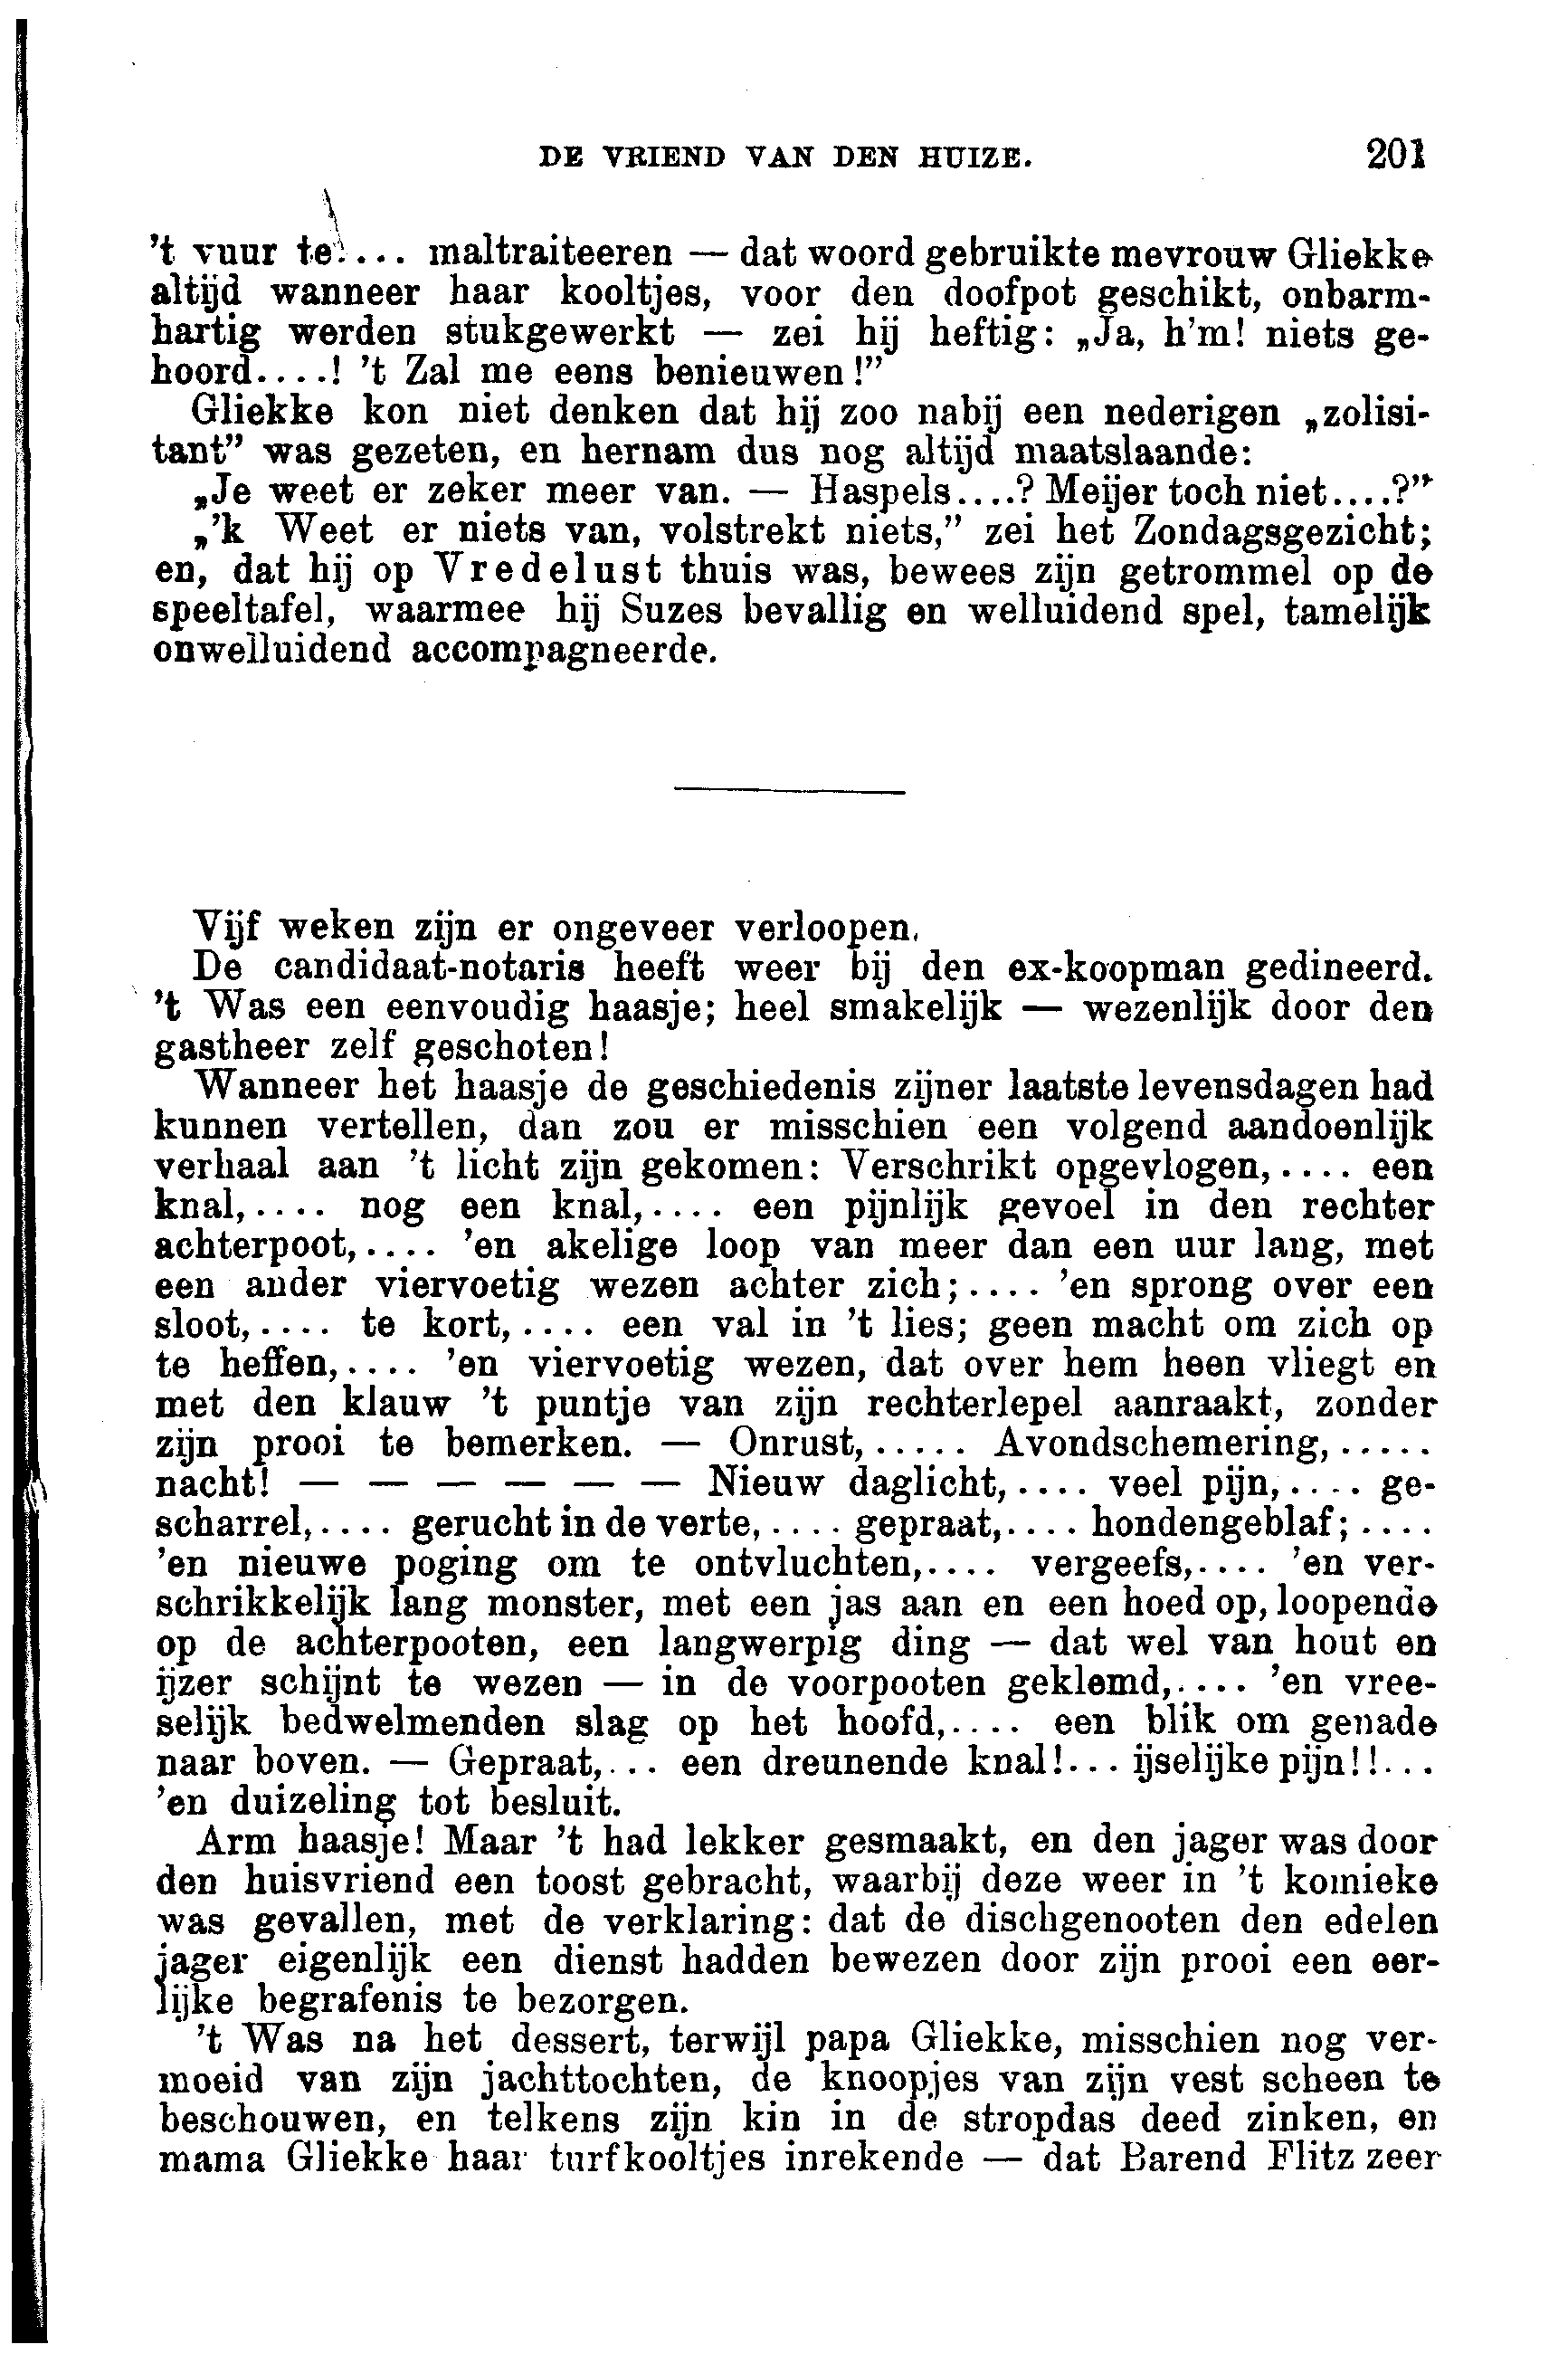 DE VRIEND VAN DEN HUIZE. 201
't vuur te.... maltraiteeren — dat woord gebruikte mevrouw Gliekke
altijd wanneer haar kooltjes, voor den doofpot geschikt, onbarm-
hartig werden stukgewerkt — zei hij heftig: „Ja, h'm! niets ge-
hoord....! 't Zal me eens benieuwen!”
Gliekke kon niet denken dat hij zoo nabij een nederigen „zolisi-
tant” was gezeten, en hernam dus nog altijd maatslaande:
„Je weet er zeker meer van. — Haspels....? Meijer toch niet....?”
„'k Weet er niets van, volstrekt niets,” zei het Zondagsgezicht;
en, dat hij op Vredelust thuis was, bewees zijn getrommel op de
speeltafel, waarmee hij Suzes bevallig en welluidend spel, tamelijk
onwelluidend accompagneerde.
Vijf weken zijn er ongeveer verloopen.
De candidaat-notaris heeft weer bij den ex-koopman gedineerd.
't Was een eenvoudig haasje; heel smakelijk — wezenlijk door den
gastheer zelf geschoten!
Wanneer het haasje de geschiedenis zijner laatste levensdagen had
kunnen vertellen, dan zou er misschien een volgend aandoenlijk
verhaal aan 't licht zijn gekomen: Verschrikt opgevlogen,.... een
knal,.... nog een knal,.... een pijnlijk gevoel in den rechter
achterpoot,.... 'en akelige loop van meer dan een uur lang, met
een ander viervoetig wezen achter zich;.... 'en sprong over een
sloot,.... te kort,.... een val in 't lies; geen macht om zich op
te heffen,.... 'en viervoetig wezen, dat over hem heen vliegt en
met den klauw 't puntje van zijn rechterlepel aanraakt, zonder
zijn prooi te bemerken. — Onrust,..... Avondschemering,.....
nacht! — — — — — — Nieuw daglicht,.... veel pijn,.... ge-
scharrel,.... gerucht in de verte,.... gepraat,.... hondengeblaf;....
'en nieuwe poging om te ontvluchten,.... vergeefs,.... 'en ver-
schrikkelijk lang monster, met een jas aan en een hoed op, loopende
op de achterpooten, een langwerpig ding — dat wel van hout en
ijzer schijnt te wezen — in de voorpooten geklemd,.... 'en vree-
selijk bedwelmenden slag op het hoofd,.... een blik om genade
naar boven. — Gepraat,... een dreunende knal!... ijselijke pijn!!...
'en duizeling tot besluit.
Arm haasje! Maar 't had lekker gesmaakt, en den jager was door
den huisvriend een toost gebracht, waarbij deze weer in 't komieke
was gevallen, met de verklaring: dat de dischgenooten den edelen
jager eigenlijk een dienst hadden bewezen door zijn prooi een eer-
lijke begrafenis te bezorgen.
't Was na het dessert, terwijl papa Gliekke, misschien nog ver-
moeid van zijn jachttochten, de knoopjes van zijn vest scheen te
beschouwen, en telkens zijn kin in de stropdas deed zinken, en
mama Gliekke haar turfkooltjes inrekende — dat Barend Flitz zeer